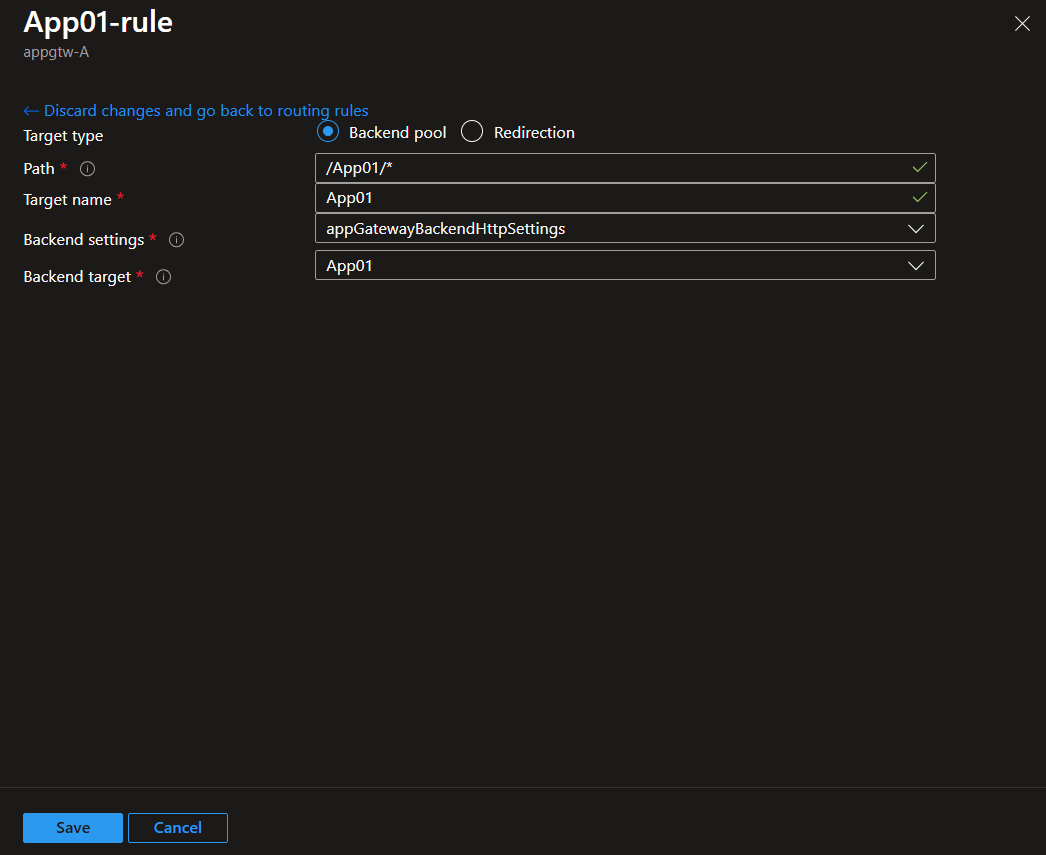 App01-rule
appgtw-A
← Discard changes and go back to routing rules
Target type Backend pool Redirection
Path * /App01/*
Target name * App01
Backend settings * appGatewayBackendHttpSettings
Backend target * App01
Save Cancel